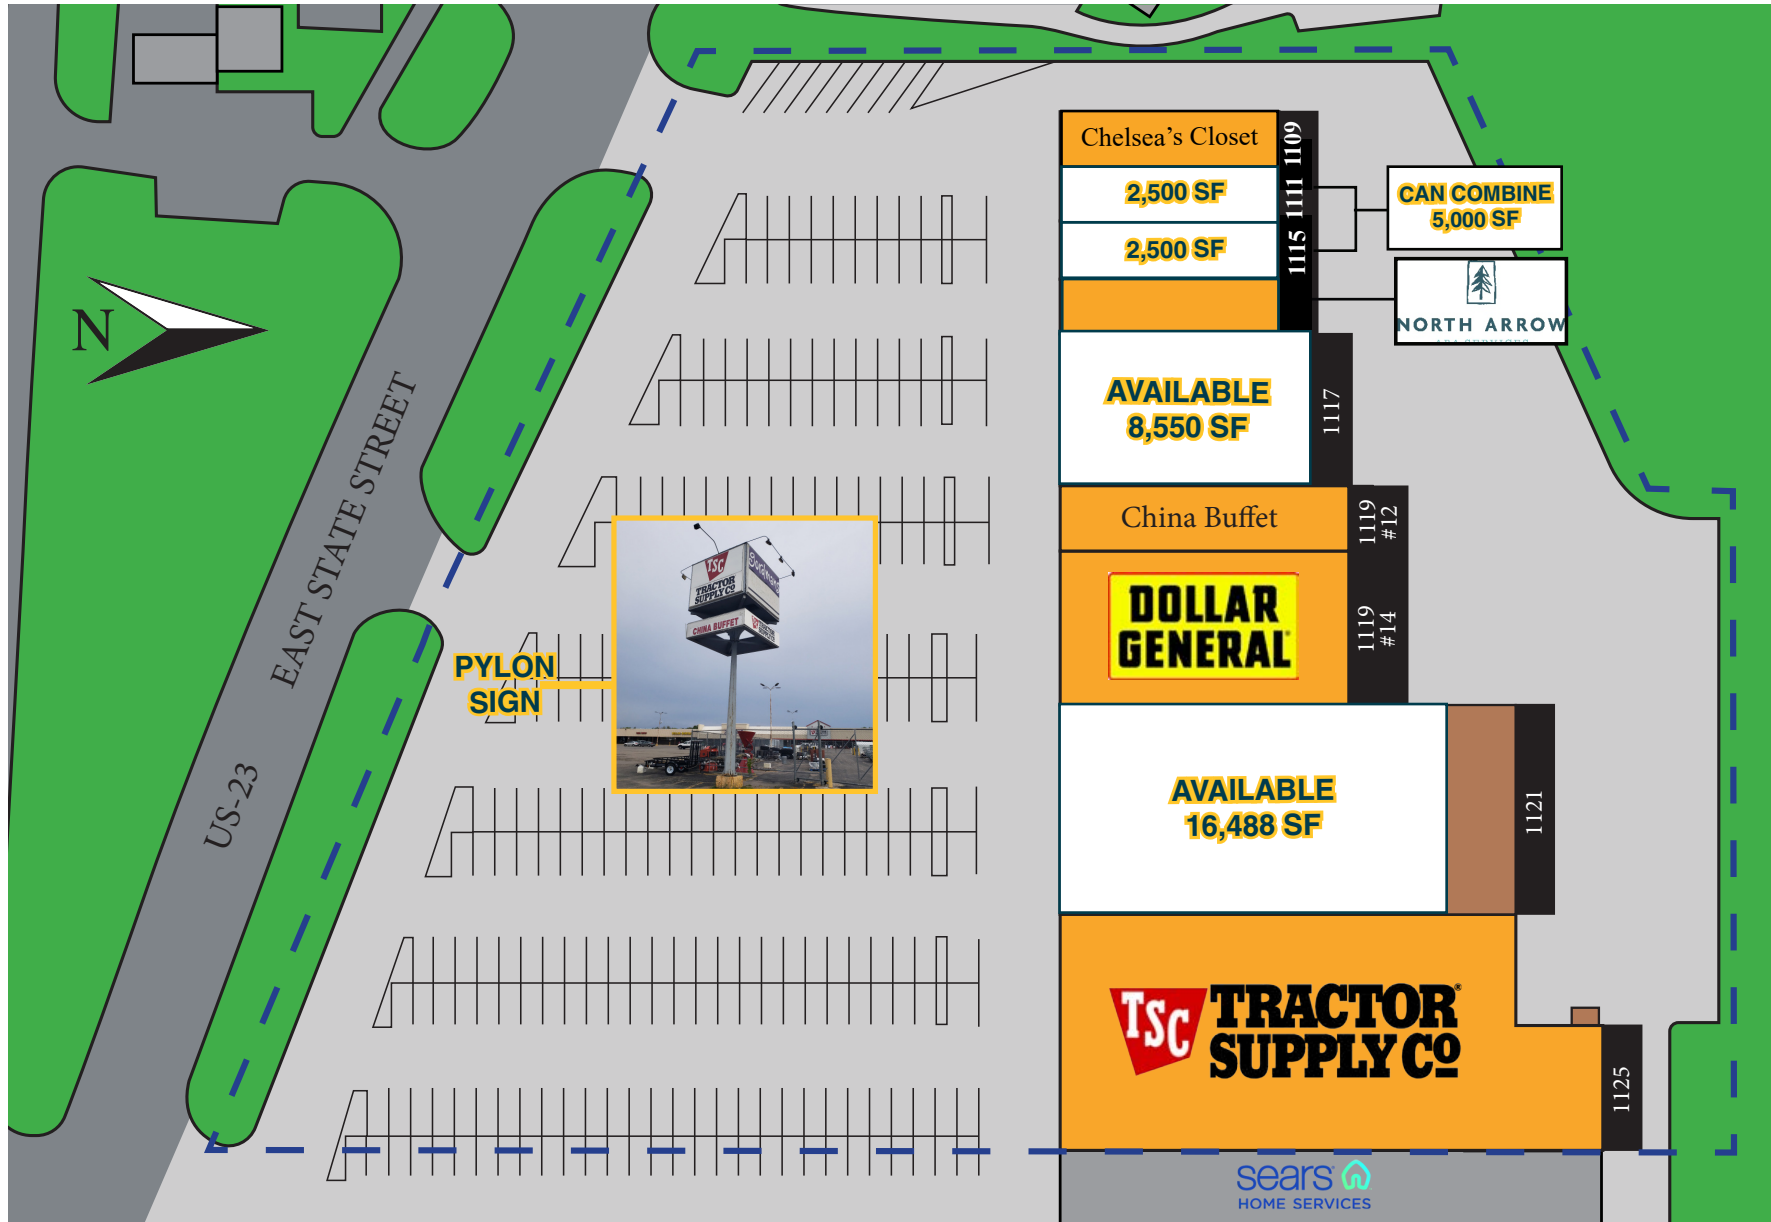 Chelsea's Closet
1109
2,500 SF
1111
2,500 SF
1115
CAN COMBINE
5,000 SF
NORTH ARROW
ABA SERVICES
N
AVAILABLE
8,550 SF
1117
EAST STATE STREET
US-23
China Buffet
1119
#12
DOLLAR
GENERAL
1119
#14
PYLON
SIGN
TSC
TRACTOR
SUPPLY CO
CHINA BUFFET
AVAILABLE
16,488 SF
1121
TSC
TRACTOR
SUPPLY CO
1125
sears
HOME SERVICES